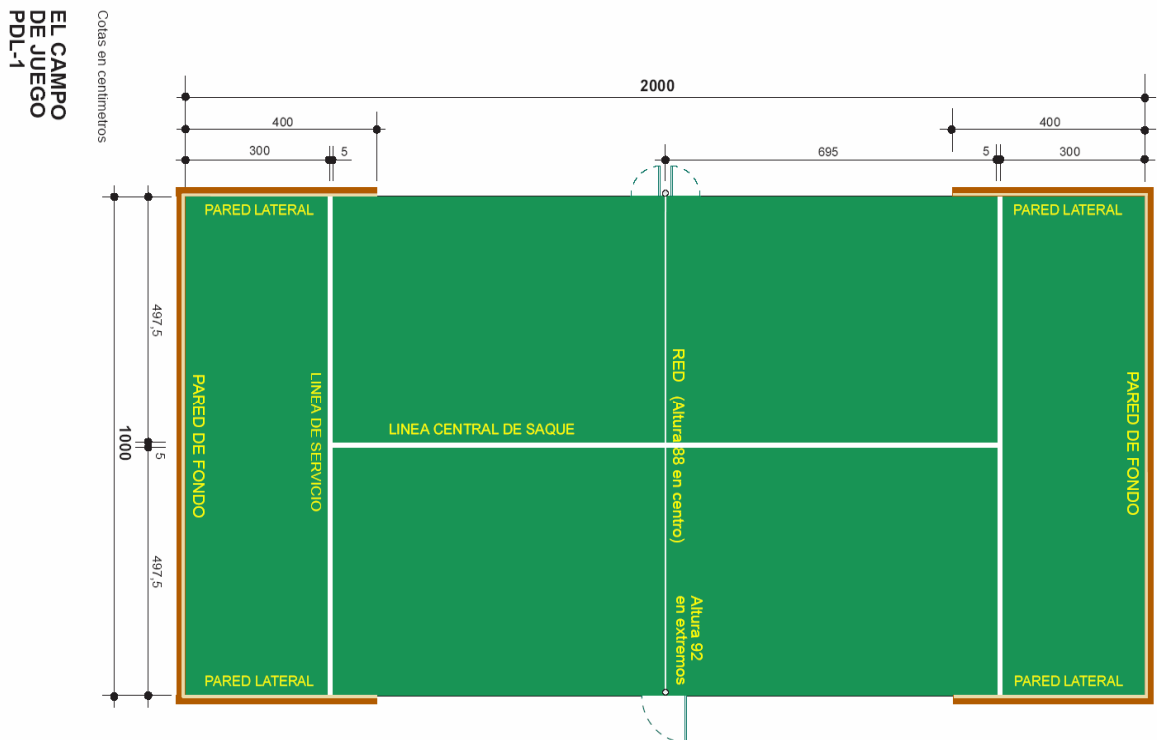 EL CAMPO
DE JUEGO
PDL-1
Cotas en centimetros
2000
400
400
300
5
695
5
300
PARED LATERAL
PARED LATERAL
497,5
1000
5
497,5
PARED DE FONDO
LINEA DE SERVICIO
LINEA CENTRAL DE SAQUE
RED (Altura 88 en centro)
Altura 92
en extremos
PARED DE FONDO
PARED LATERAL
PARED LATERAL